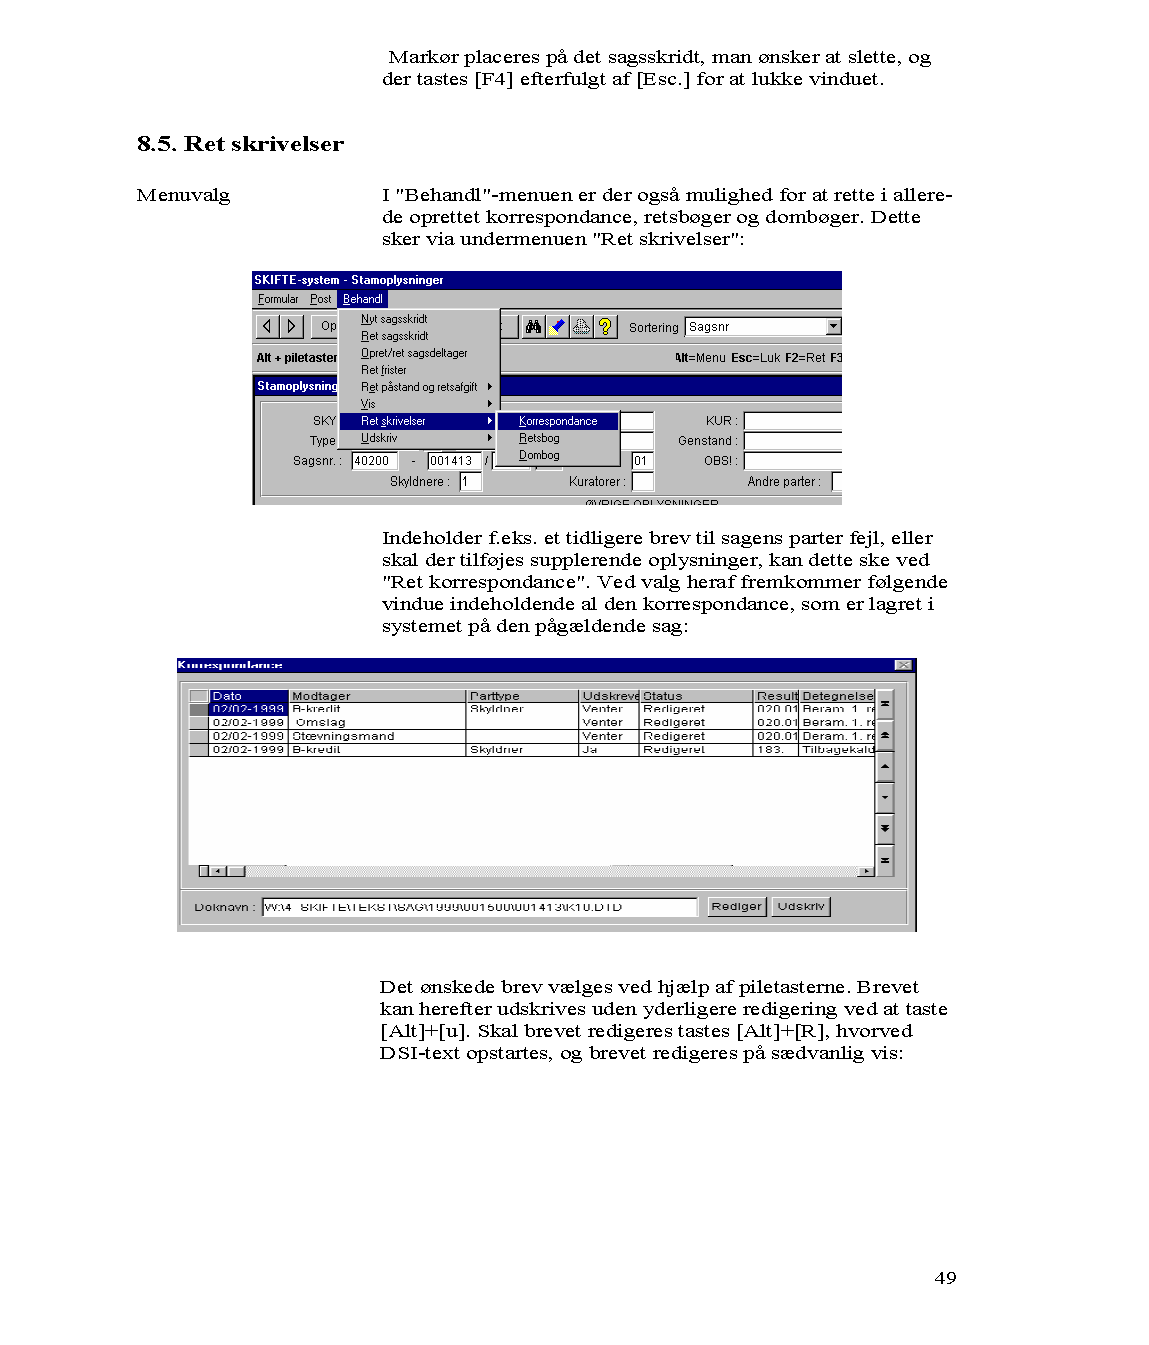 Markør placeres på det sagsskridt, man ønsker at slette, og
der tastes [F4] efterfulgt af [Esc.] for at lukke vinduet.
8.5. Ret skrivelser
Menuvalg
I "Behandl"-menuen er der også mulighed for at rette i allere-
de oprettet korrespondance, retsbøger og dombøger. Dette
sker via undermenuen "Ret skrivelser":
SKIFTE-system - Stamoplysninger
Formular Post Behandl
Nyt sagsskridt
Ret sagsskridt
Opret/ret sagsdeltager
Ret frister
Ret påstand og retsafgift
Vis
Ret skrivelser
Udskriv
Korrespondance
Retsbog
Dombog
Op
Sortering Sagsnr
Alt + piletaster
Alt=Menu Esc=Luk F2=Ret F3
Stamoplysning
SKY
KUR :
Type
Genstand :
Sagsnr. : 40200 - 001413 /
01
OBS! :
Skyldnere : 1
Kuratorer :
Andre parter :
ØVRIGE OPLYSNINGER
Indeholder f.eks. et tidligere brev til sagens parter fejl, eller
skal der tilføjes supplerende oplysninger, kan dette ske ved
"Ret korrespondance". Ved valg heraf fremkommer følgende
vindue indeholdende al den korrespondance, som er lagret i
systemet på den pågældende sag:
Korrespondance
Dato Modtager Parttype Udskreve Status Result Betegnelse
02/02-1999 B-kredit Skyldner Venter Redigeret 020.01 Beram. 1. re
02/02-1999 Omslag Venter Redigeret 020.01 Beram. 1. re
02/02-1999 Stævningsmand Venter Redigeret 020.01 Beram. 1. re
02/02-1999 B-kredit Skyldner Ja Redigeret 183. Tilbagekald
Doknavn : W:\4_SKIFTE\TEKST\SAG\1999\001500\001413\K10.DTD Rediger Udskriv
Det ønskede brev vælges ved hjælp af piletasterne. Brevet
kan herefter udskrives uden yderligere redigering ved at taste
[Alt]+[u]. Skal brevet redigeres tastes [Alt]+[R], hvorved
DSI-text opstartes, og brevet redigeres på sædvanlig vis:
49